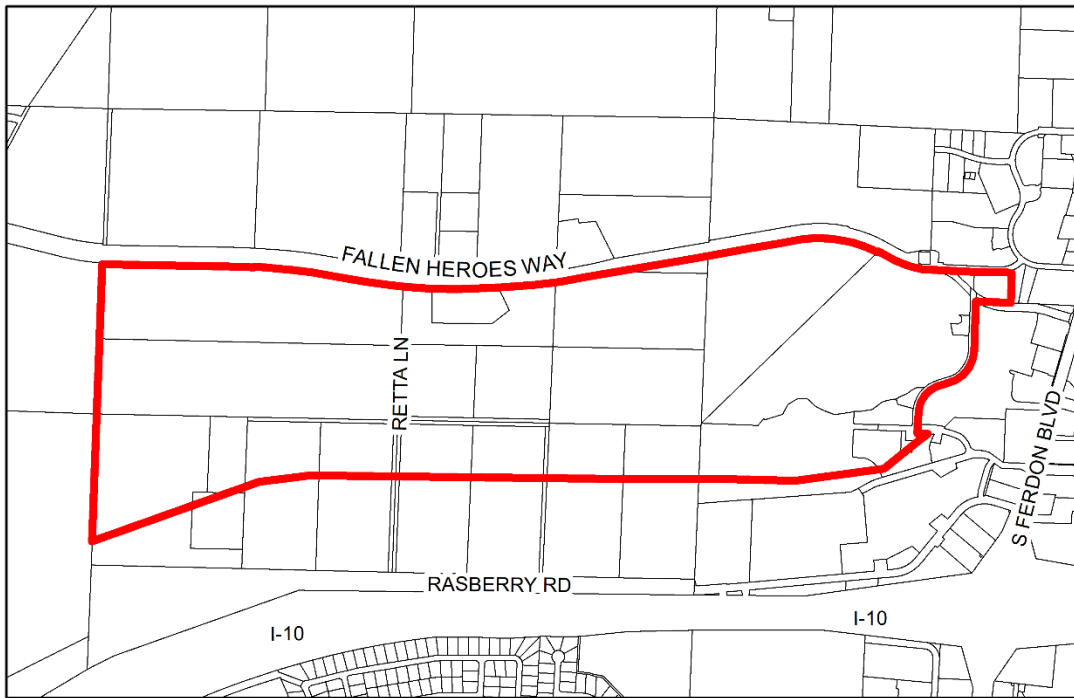 FALLEN HEROES WAY
RETTA LN
S FERDON BLVD
RASBERRY RD
I-10
I-10